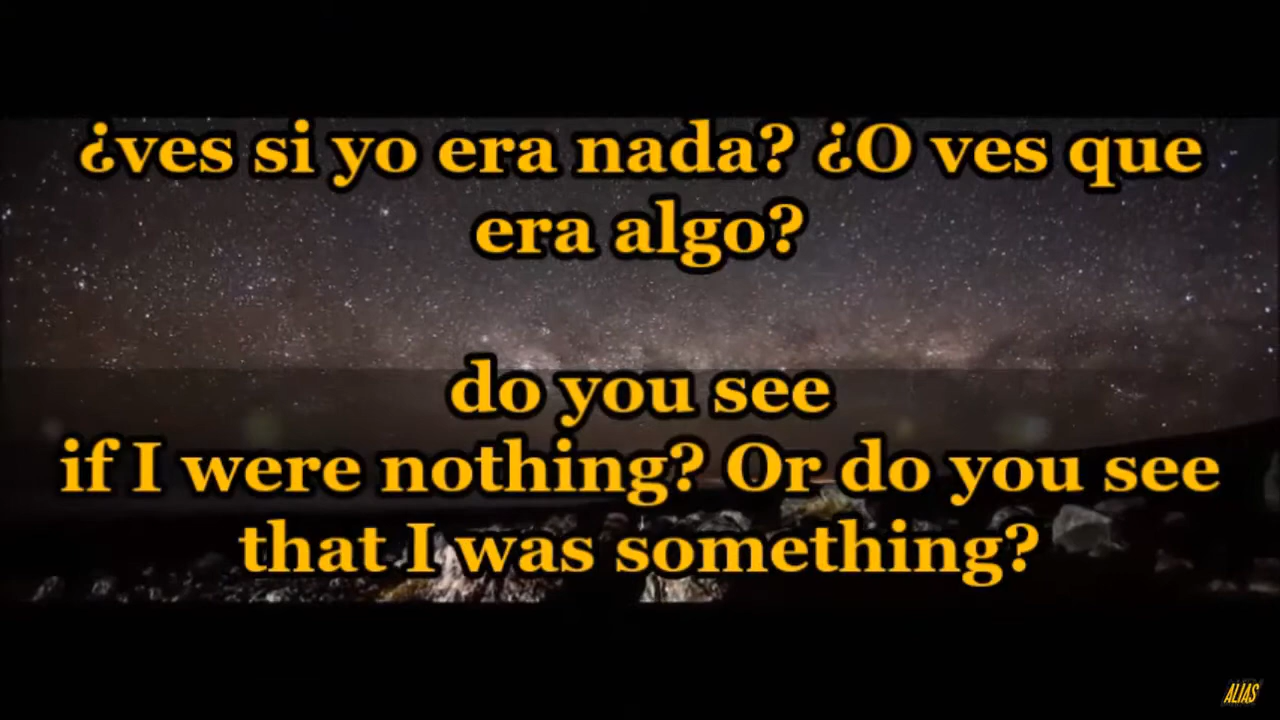 ¿ves si yo era nada? ¿O ves que
era algo?
do you see
if I were nothing? Or do you see
that I was something?
ALIAS